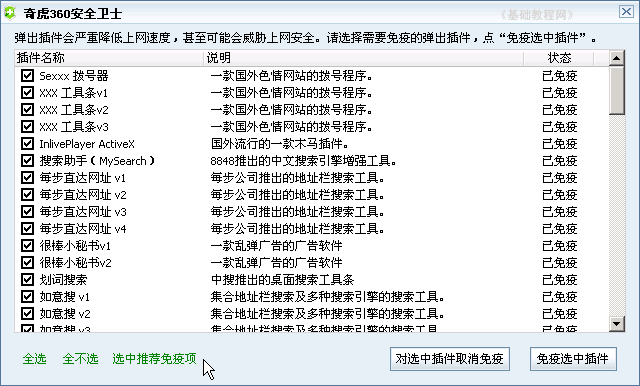 奇虎360安全卫士 《基础教程网》
弹出插件会严重降低上网速度，甚至可能会威胁上网安全。请选择需要免疫的弹出插件，点“免疫选中插件”。
插件名称 说明 状态
Sexxx 拨号器 一款国外色情网站的拨号程序。 已免疫
XXX 工具条v1 一款国外色情网站的拨号程序。 已免疫
XXX 工具条v2 一款国外色情网站的拨号程序。 已免疫
XXX 工具条v3 一款国外色情网站的拨号程序。 已免疫
InlivePlayer ActiveX 国外流行的一款木马插件。 已免疫
搜索助手（MySearch） 8848推出的中文搜索引擎增强工具。 已免疫
每步直达网址 v1 每步公司推出的地址栏搜索工具。 已免疫
每步直达网址 v2 每步公司推出的地址栏搜索工具。 已免疫
每步直达网址 v3 每步公司推出的地址栏搜索工具。 已免疫
每步直达网址 v4 每步公司推出的地址栏搜索工具。 已免疫
很棒小秘书v1 一款乱弹广告的广告软件 已免疫
很棒小秘书v2 一款乱弹广告的广告软件 已免疫
划词搜索 中搜推出的桌面搜索工具条 已免疫
如意搜 v1 集合地址栏搜索及多种搜索引擎的搜索工具。 已免疫
如意搜 v2 集合地址栏搜索及多种搜索引擎的搜索工具。 已免疫
如意搜 v3 集合地址栏搜索及多种搜索引擎的搜索工具。 已免疫
全选 全不选 选中推荐免疫项 对选中插件取消免疫 免疫选中插件